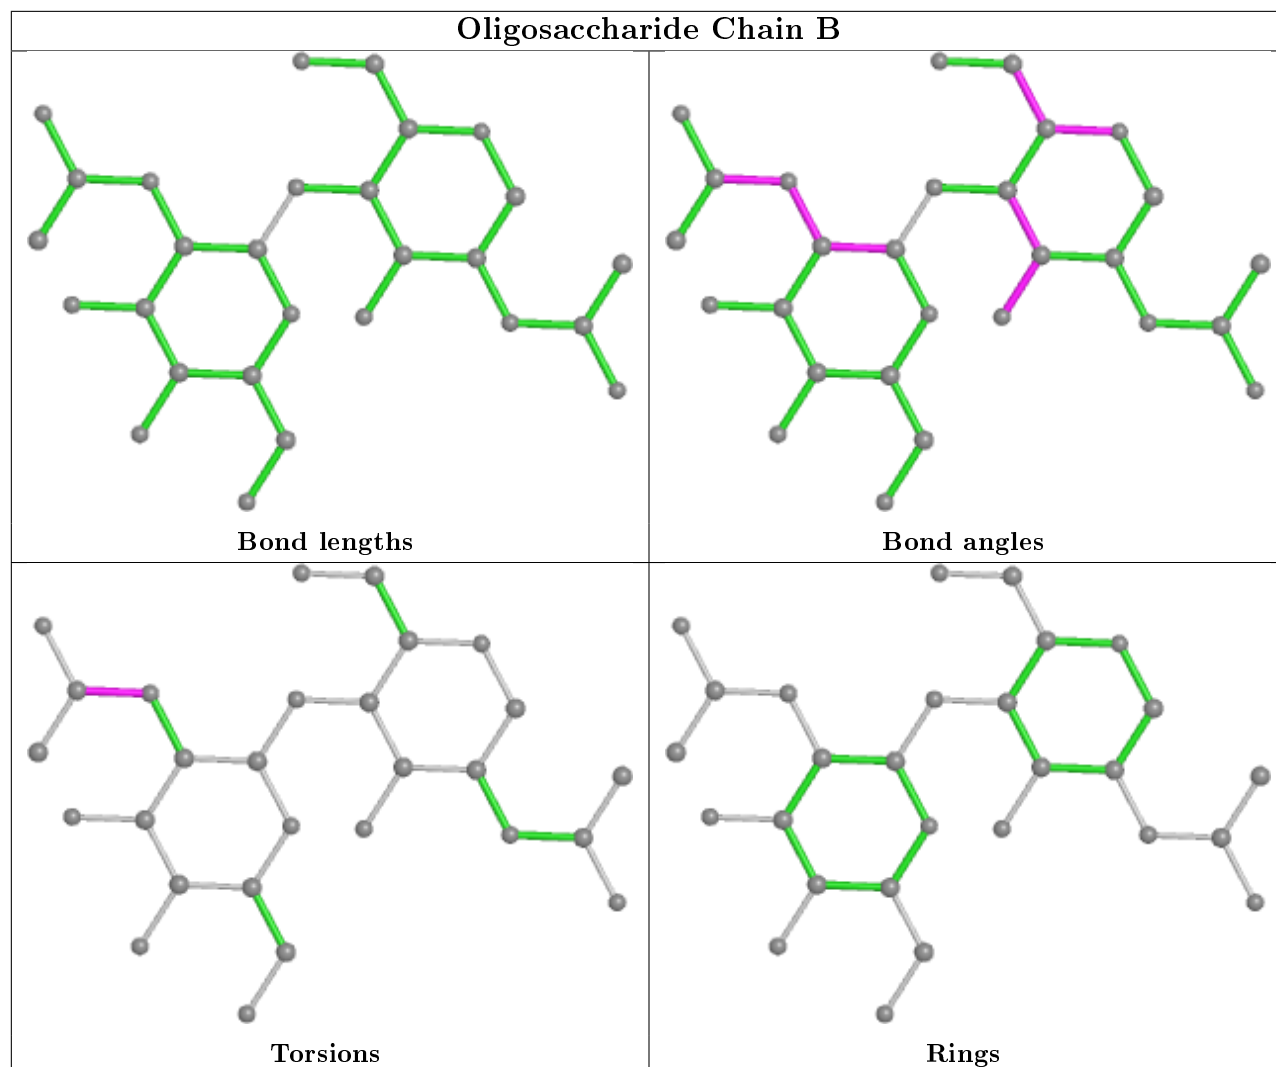 Oligosaccharide Chain B
Bond lengths
Bond angles
Torsions
Rings